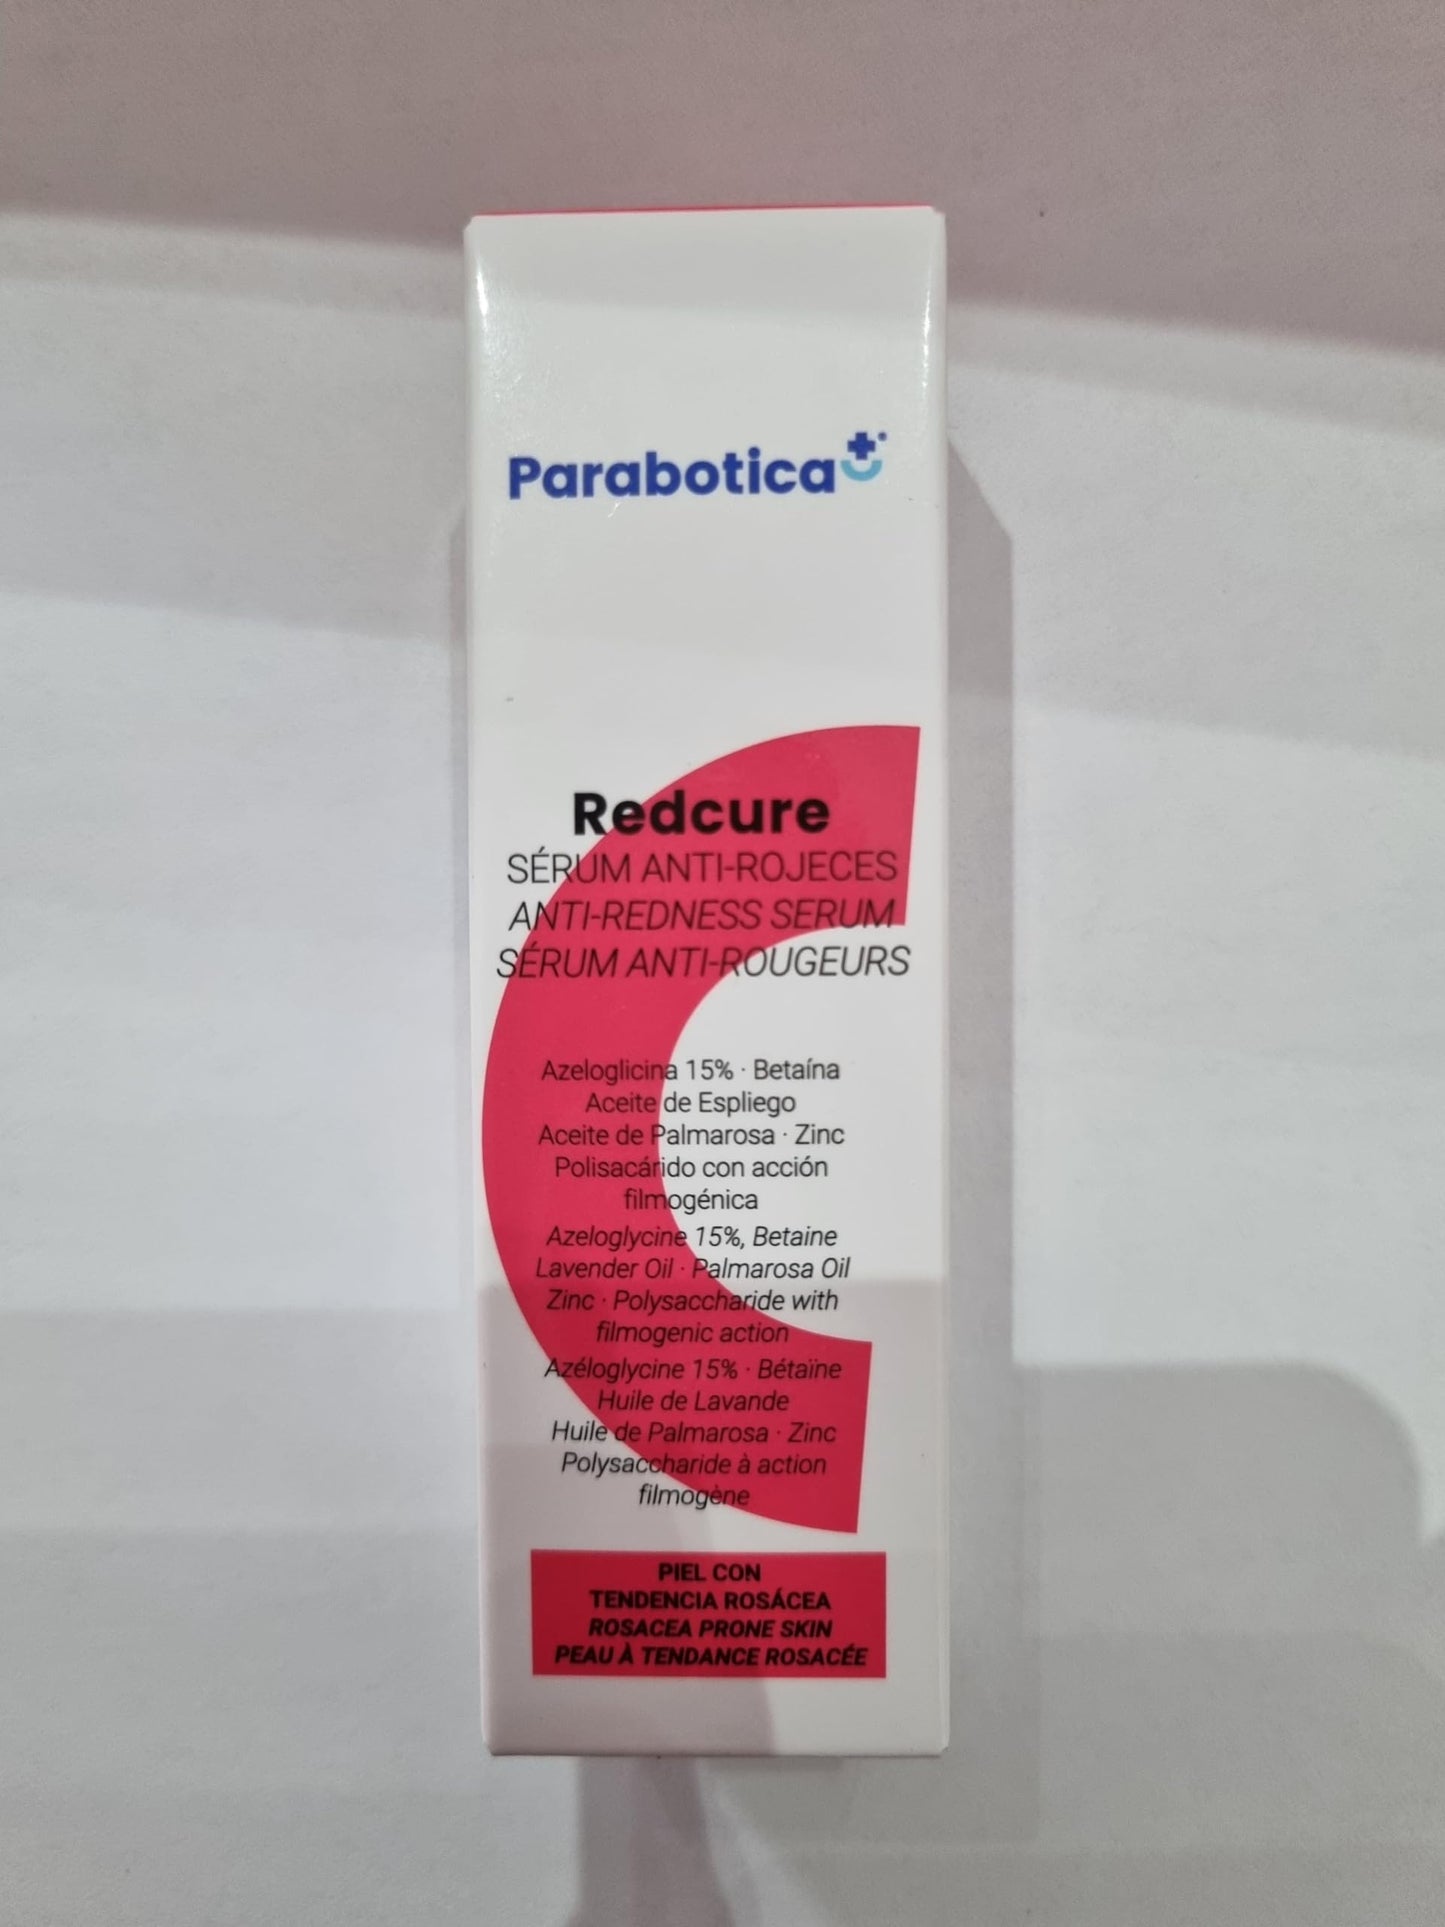 Parabotica
Redcure
SÉRUM ANTI-ROJECES
ANTI-REDNESS SERUM
SÉRUM ANTI-ROUGEURS
Azeloglicina 15% · Betaína
Aceite de Espliego
Aceite de Palmarosa · Zinc
Polisacárido con acción
filmogénica
Azeloglycine 15%, Betaine
Lavender Oil · Palmarosa Oil
Zinc · Polysaccharide with
filmogenic action
Azéloglycine 15% · Bétaïne
Huile de Lavande
Huile de Palmarosa · Zinc
Polysaccharide à action
filmogène
PIEL CON
TENDENCIA ROSÁCEA
ROSACEA PRONE SKIN
PEAU À TENDANCE ROSACÉE